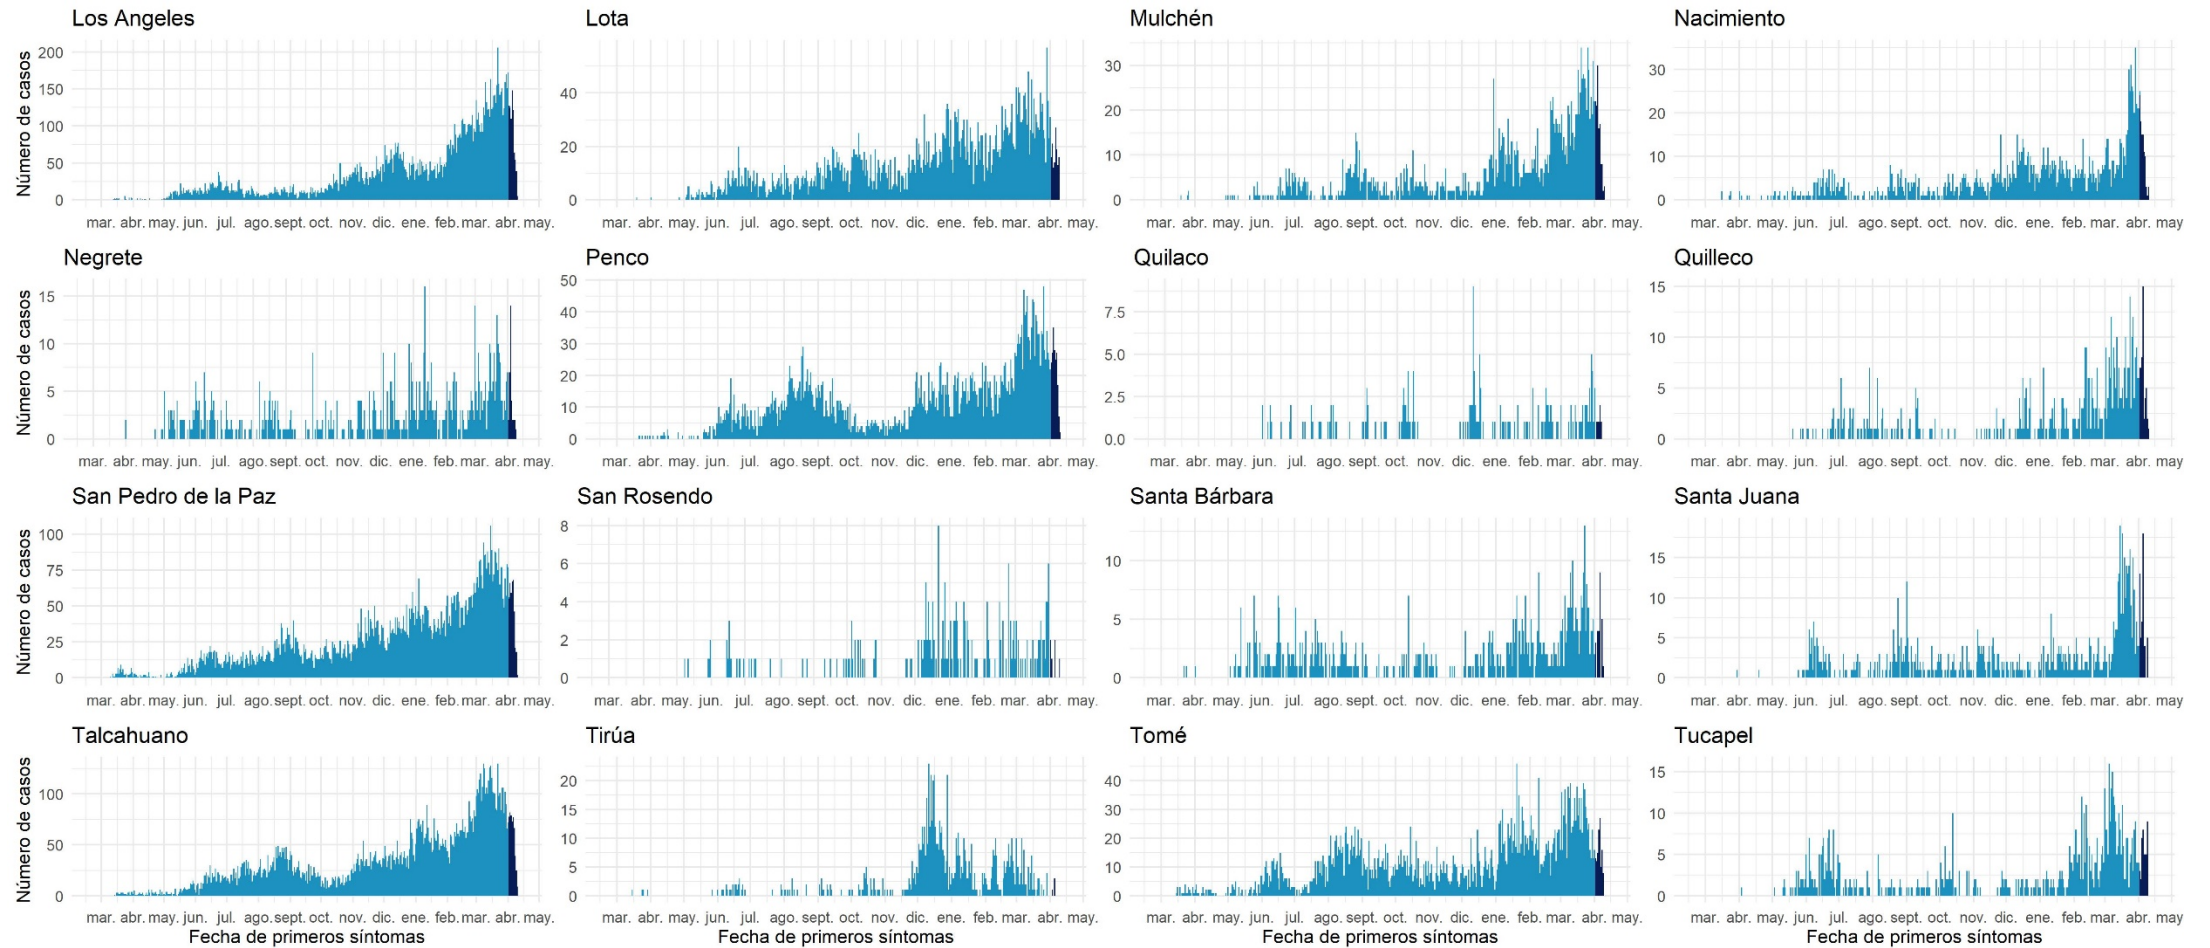 Los Angeles
Lota
Mulchén
Nacimiento
Número de casos
200
150
100
50
0
40
20
0
30
20
10
0
30
20
10
0
mar. abr. may. jun. jul. ago. sept. oct. nov. dic. ene. feb. mar. abr. may.
mar. abr. may. jun. jul. ago. sept. oct. nov. dic. ene. feb. mar. abr. may.
mar. abr. may. jun. jul. ago. sept. oct. nov. dic. ene. feb. mar. abr. may.
mar. abr. may. jun. jul. ago. sept. oct. nov. dic. ene. feb. mar. abr. may
Negrete
Penco
Quilaco
Quilleco
Número de casos
15
10
5
0
50
40
30
20
10
0
7.5
5.0
2.5
0.0
15
10
5
0
mar. abr. may. jun. jul. ago. sept. oct. nov. dic. ene. feb. mar. abr. may.
mar. abr. may. jun. jul. ago. sept. oct. nov. dic. ene. feb. mar. abr. may.
mar. abr. may. jun. jul. ago. sept. oct. nov. dic. ene. feb. mar. abr. may.
mar. abr. may. jun. jul. ago. sept. oct. nov. dic. ene. feb. mar. abr. may
San Pedro de la Paz
San Rosendo
Santa Bárbara
Santa Juana
Número de casos
100
75
50
25
0
8
6
4
2
0
10
5
0
15
10
5
0
mar. abr. may. jun. jul. ago. sept. oct. nov. dic. ene. feb. mar. abr. may.
mar. abr. may. jun. jul. ago. sept. oct. nov. dic. ene. feb. mar. abr. may.
mar. abr. may. jun. jul. ago. sept. oct. nov. dic. ene. feb. mar. abr. may.
mar. abr. may. jun. jul. ago. sept. oct. nov. dic. ene. feb. mar. abr. may
Talcahuano
Tirúa
Tomé
Tucapel
Número de casos
100
50
0
20
15
10
5
0
40
30
20
10
0
15
10
5
0
mar. abr. may. jun. jul. ago. sept. oct. nov. dic. ene. feb. mar. abr. may.
mar. abr. may. jun. jul. ago. sept. oct. nov. dic. ene. feb. mar. abr. may.
mar. abr. may. jun. jul. ago. sept. oct. nov. dic. ene. feb. mar. abr. may.
mar. abr. may. jun. jul. ago. sept. oct. nov. dic. ene. feb. mar. abr. may
Fecha de primeros síntomas
Fecha de primeros síntomas
Fecha de primeros síntomas
Fecha de primeros síntomas